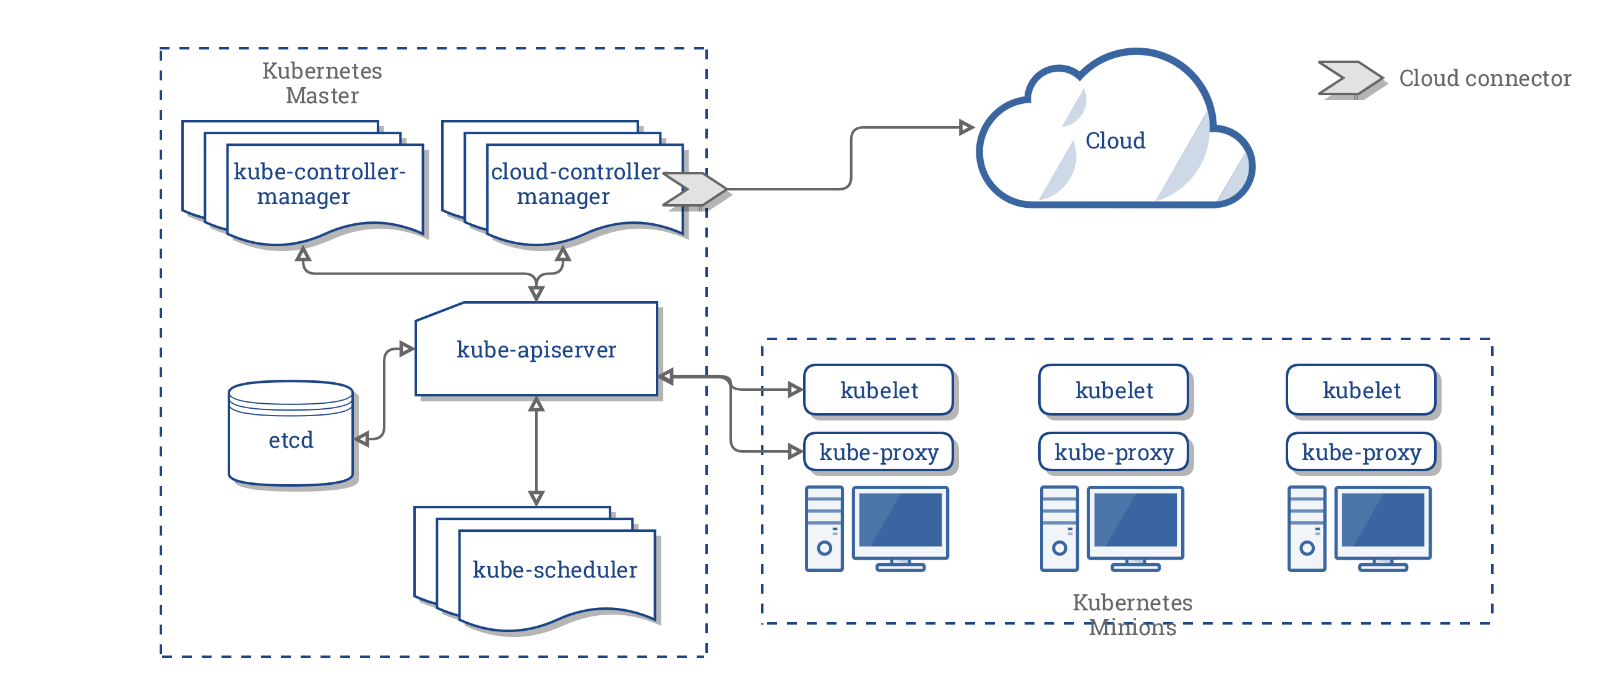 Kubernetes
Master
kube-controller-
manager
cloud-controller
manager
Cloud
Cloud connector
kube-apiserver
etcd
kube-scheduler
kubelet
kubelet
kubelet
kube-proxy
kube-proxy
kube-proxy
Kubernetes
Minions